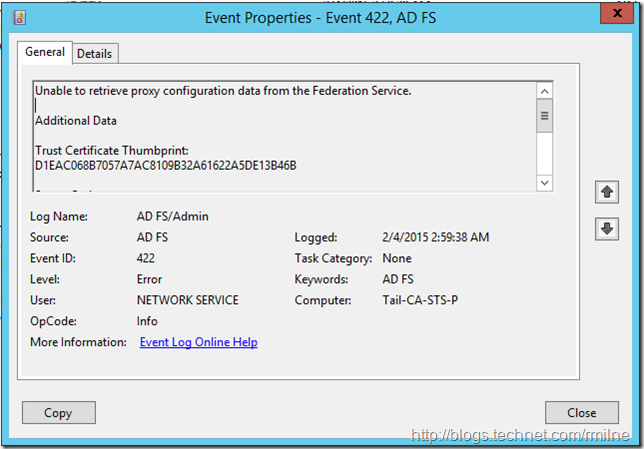 Event Properties - Event 422, AD FS
x
General
Details
Unable to retrieve proxy configuration data from the Federation Service.
Additional Data
Trust Certificate Thumbprint:
D1EAC068B7057A7AC8109B32A61622A5DE13B46B
Log Name: AD FS/Admin
Source: AD FS Logged: 2/4/2015 2:59:38 AM
Event ID: 422 Task Category: None
Level: Error Keywords: AD FS
User: NETWORK SERVICE Computer: Tail-CA-STS-P
OpCode: Info
More Information: Event Log Online Help
Copy
Close
http://blogs.technet.com/rmilne